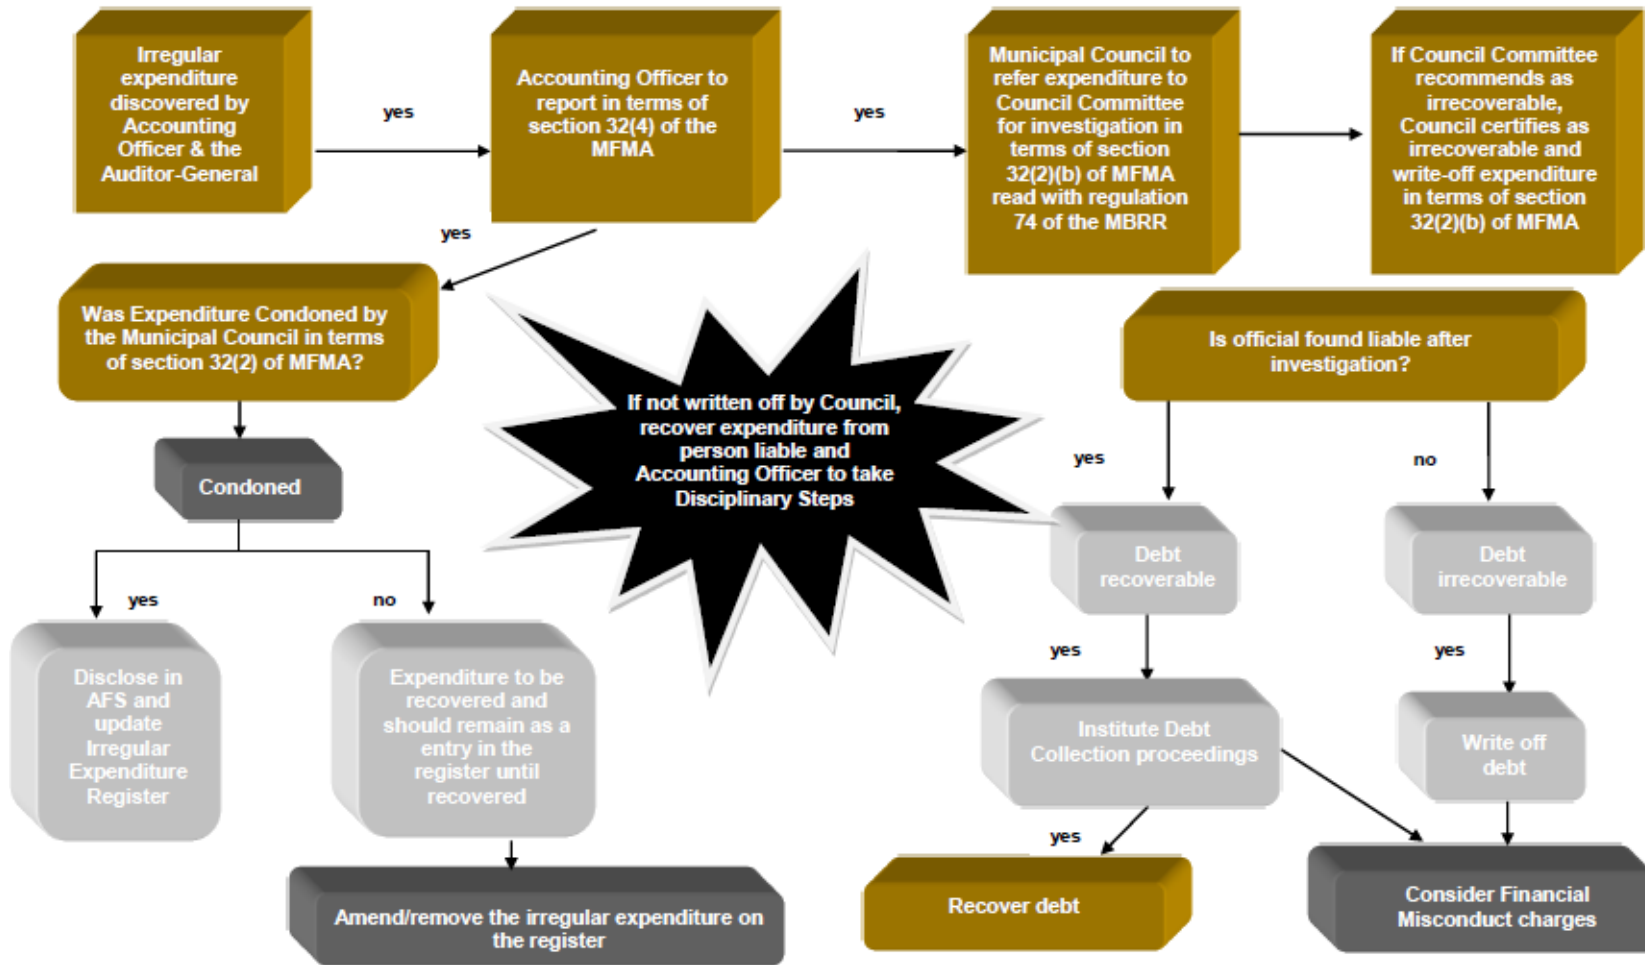 Irregular
expenditure
discovered by
Accounting
Officer & the
Auditor-General
yes
Accounting Officer to
report in terms of
section 32(4) of the
MFMA
yes
Municipal Council to
refer expenditure to
Council Committee
for investigation in
terms of section
32(2)(b) of MFMA
read with regulation
74 of the MBRR
If Council Committee
recommends as
irrecoverable,
Council certifies as
irrecoverable and
write-off expenditure
in terms of section
32(2)(b) of MFMA
yes
Was Expenditure Condoned by
the Municipal Council in terms
of section 32(2) of MFMA?
Condoned
yes
no
Disclose in
AFS and
update
Irregular
Expenditure
Register
Expenditure to be
recovered and
should remain as a
entry in the
register until
recovered
Amend/remove the irregular expenditure on
the register
If not written off by Council,
recover expenditure from
person liable and
Accounting Officer to take
Disciplinary Steps
Is official found liable after
investigation?
yes
no
Debt
recoverable
Debt
irrecoverable
yes
yes
Institute Debt
Collection proceedings
Write off
debt
yes
Recover debt
Consider Financial
Misconduct charges